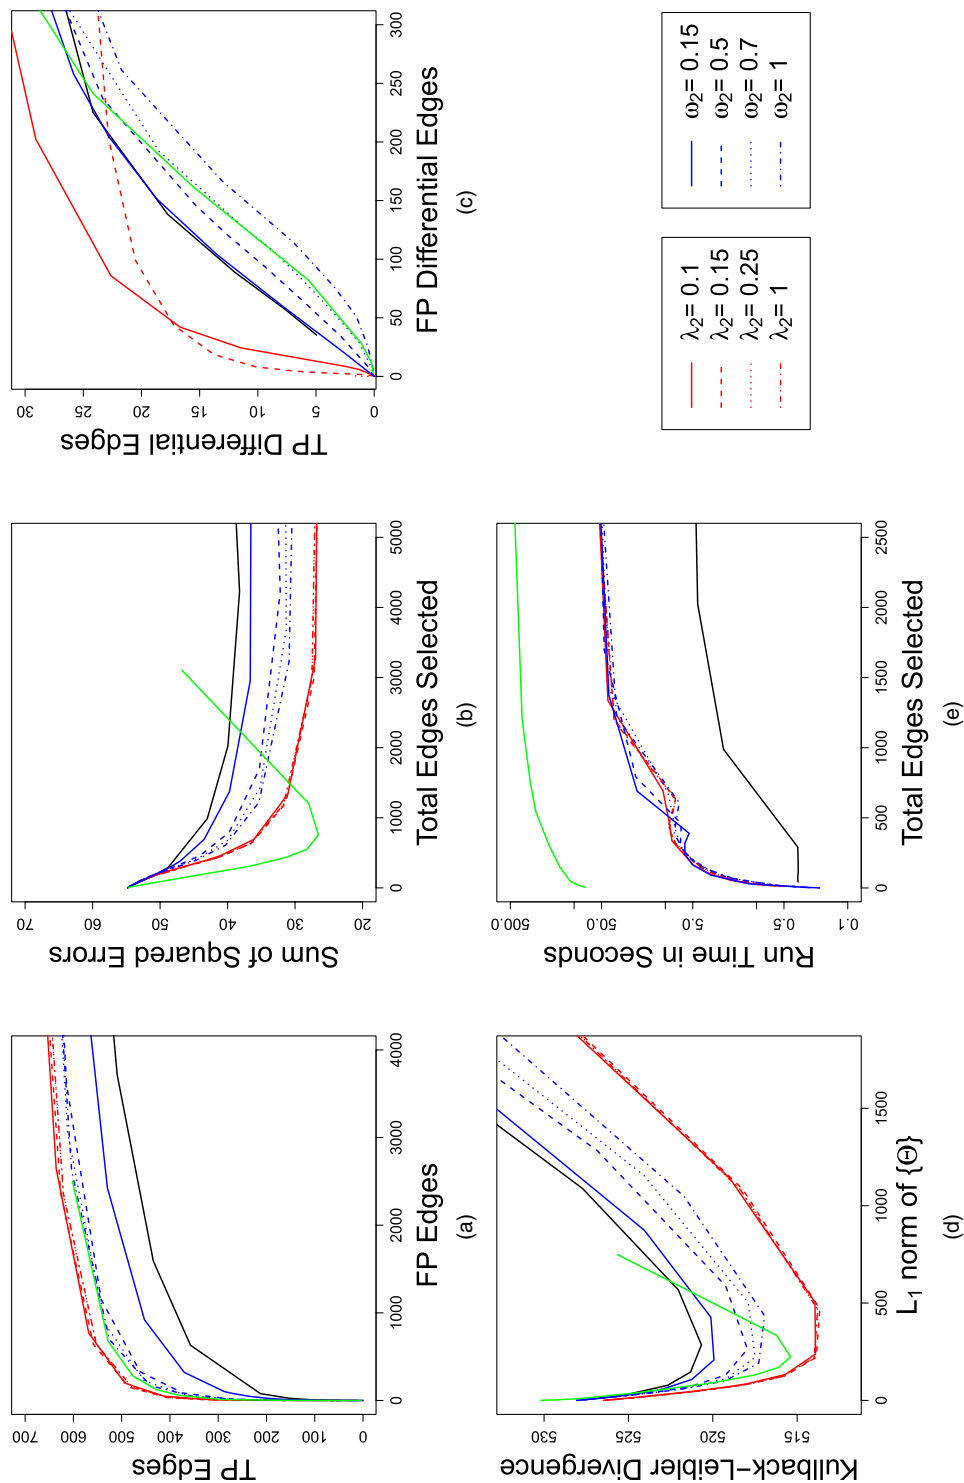 TP Edges
0 100 200 300 400 500 600 700
0 1000 2000 3000 4000
FP Edges
(a)
Sum of Squared Errors
20 30 40 50 60 70
0 1000 2000 3000 4000 5000
Total Edges Selected
(b)
TP Differential Edges
0 5 10 15 20 25 30
0 50 100 150 200 250 300
FP Differential Edges
(c)
Kullback−Leibler Divergence
515 520 525 530
0 500 1000 1500
L1 norm of {Θ}
(d)
Run Time in Seconds
0.1 0.5 5.0 50.0 500.0
0 500 1000 1500 2000 2500
Total Edges Selected
(e)
λ2= 0.1
λ2= 0.15
λ2= 0.25
λ2= 1
ω2= 0.15
ω2= 0.5
ω2= 0.7
ω2= 1